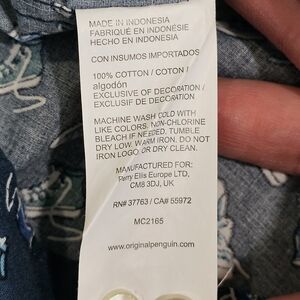 MADE IN INDONESIA
FABRIQUÉ EN INDONÉSIE
HECHO EN INDONESIA
CON INSUMOS IMPORTADOS
100% COTTON / COTON /
algodón
EXCLUSIVE OF DECORATION /
EXCLUSIF DE DECORATION
MACHINE WASH COLD WITH
LIKE COLORS. NON-CHLORINE
BLEACH IF NEEDED. TUMBLE
DRY LOW. WARM IRON. DO NOT
IRON LOGO OR DRY CLEAN.
MANUFACTURED FOR:
Perry Ellis Europe LTD,
CM8 3DJ, UK
RN# 37763 / CA# 55972
MC2165
www.originalpenguin.com